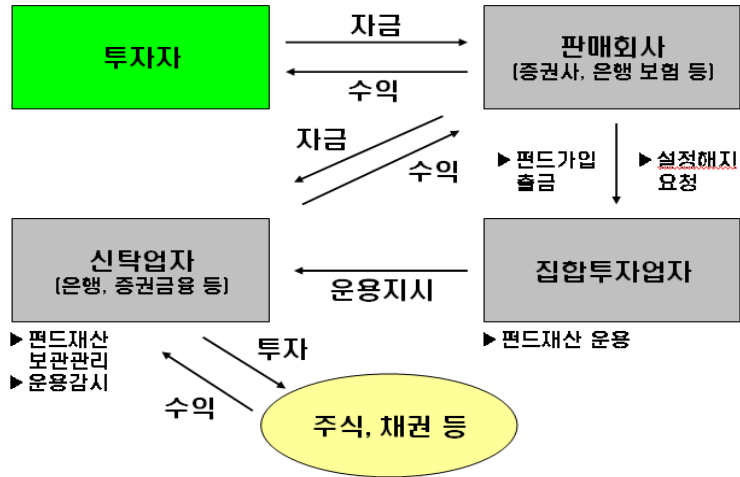 투자자
자금
수익
판매회사
(증권사, 은행 보험 등)
자금
수익
▶ 펀드가입
출금
▶ 설정해지
요청
신탁업자
(은행, 증권금융 등)
운용지시
집합투자업자
▶ 펀드재산
보관관리
▶ 운용감시
투자
수익
▶ 펀드재산 운용
주식, 채권 등